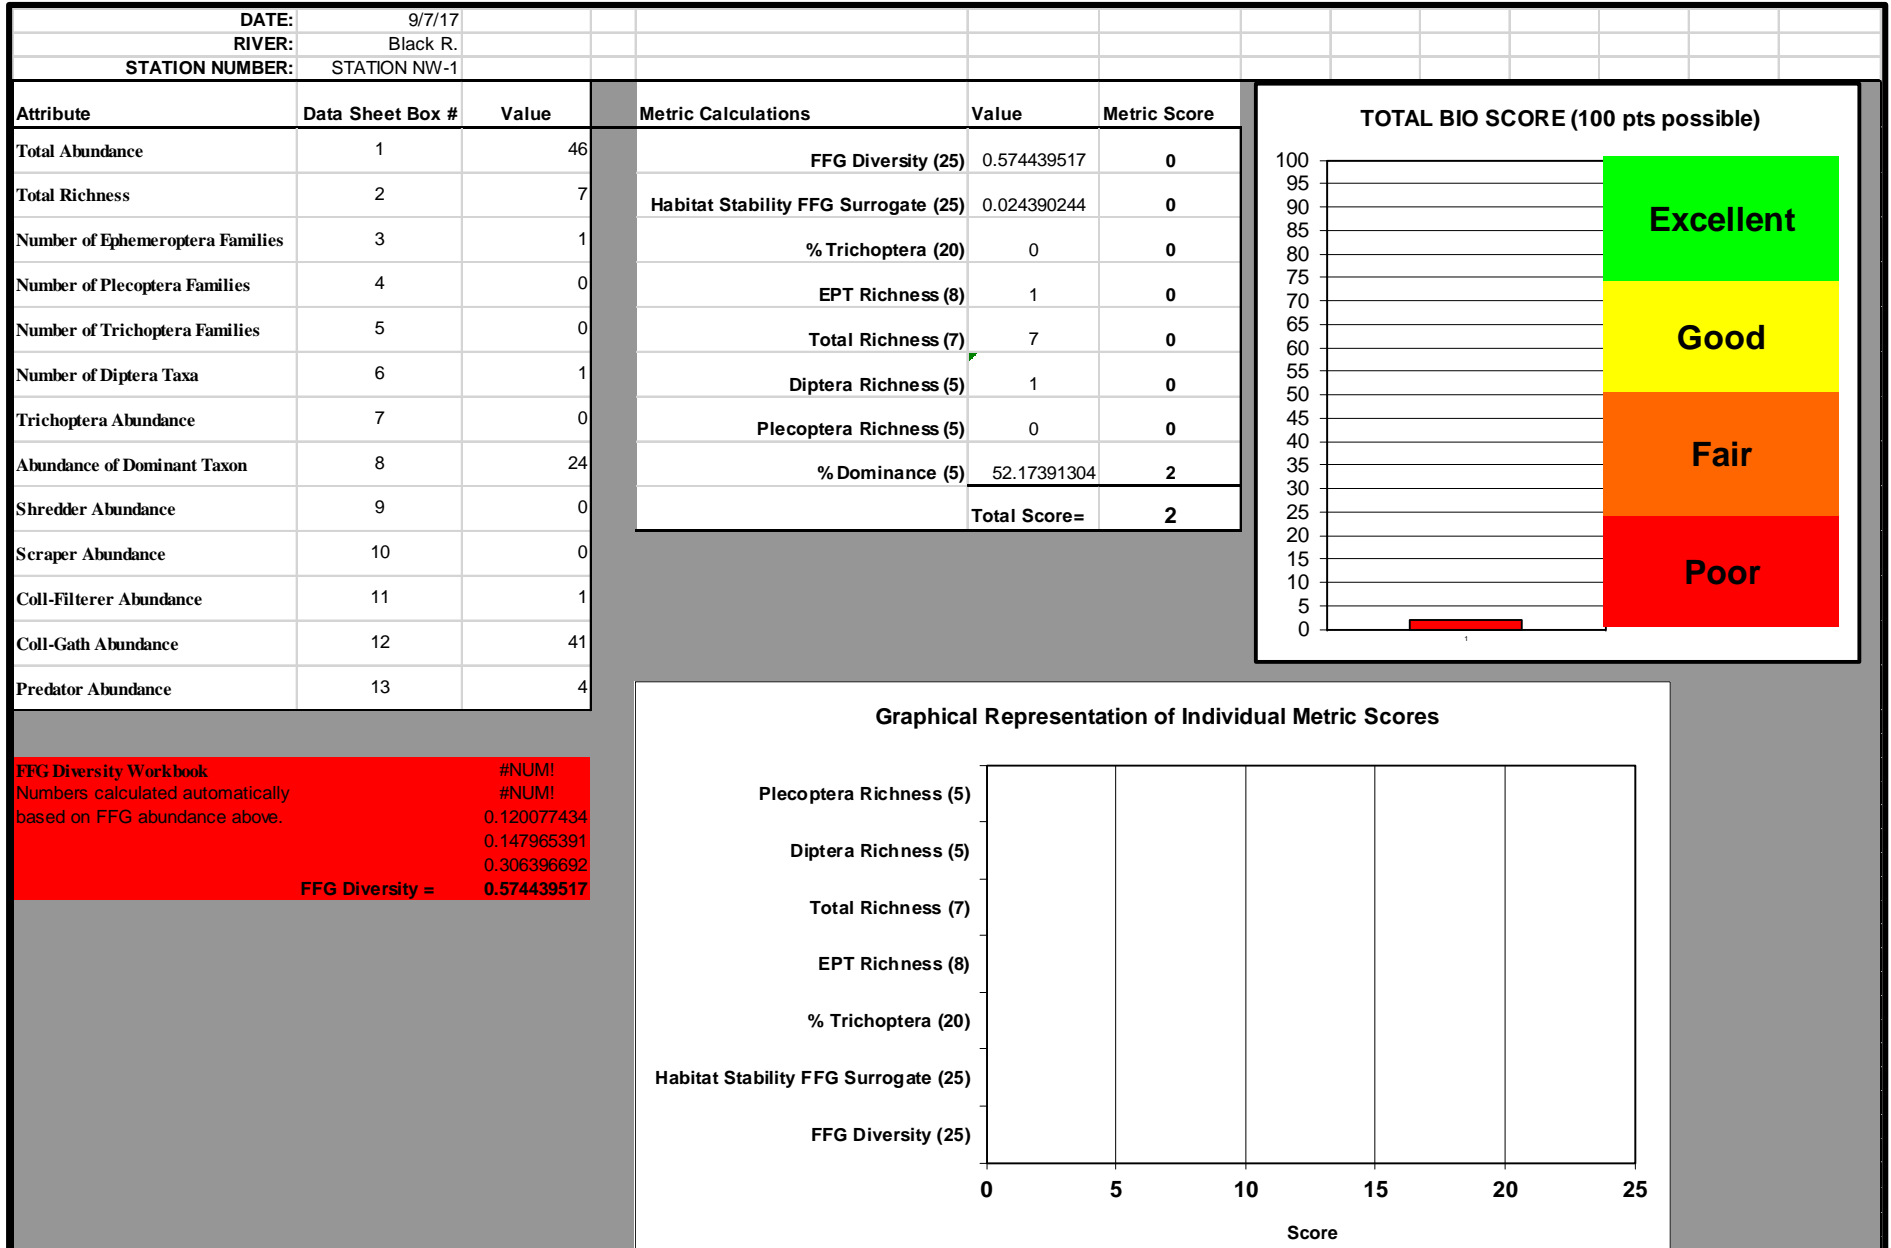 DATE: 9/7/17
RIVER: Black R.
STATION NUMBER: STATION NW-1
Attribute Data Sheet Box # Value
Total Abundance 1 46
Total Richness 2 7
Number of Ephemeroptera Families 3 1
Number of Plecoptera Families 4 0
Number of Trichoptera Families 5 0
Number of Diptera Taxa 6 1
Trichoptera Abundance 7 0
Abundance of Dominant Taxon 8 24
Shredder Abundance 9 0
Scraper Abundance 10 0
Coll-Filterer Abundance 11 1
Coll-Gath Abundance 12 41
Predator Abundance 13 4
FFG Diversity Workbook #NUM!
Numbers calculated automatically #NUM!
based on FFG abundance above. 0.120077434
0.147965391
0.306396692
FFG Diversity = 0.574439517
Metric Calculations Value Metric Score
FFG Diversity (25) 0.574439517 0
Habitat Stability FFG Surrogate (25) 0.024390244 0
% Trichoptera (20) 0 0
EPT Richness (8) 1 0
Total Richness (7) 7 0
Diptera Richness (5) 1 0
Plecoptera Richness (5) 0 0
% Dominance (5) 52.17391304 2
Total Score= 2
TOTAL BIO SCORE (100 pts possible)
100
95
90
85
80
75
70
65
60
55
50
45
40
35
30
25
20
15
10
5
0
1
Excellent
Good
Fair
Poor
Graphical Representation of Individual Metric Scores
Plecoptera Richness (5)
Diptera Richness (5)
Total Richness (7)
EPT Richness (8)
% Trichoptera (20)
Habitat Stability FFG Surrogate (25)
FFG Diversity (25)
0 5 10 15 20 25
Score